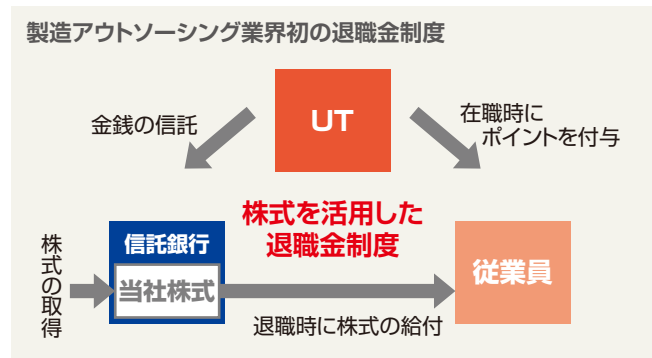 製造アウトソーシング業界初の退職金制度
UT
金銭の信託
在職時に
ポイントを付与
株式を活用した
退職金制度
信託銀行
当社株式
株式の取得
従業員
退職時に株式の給付